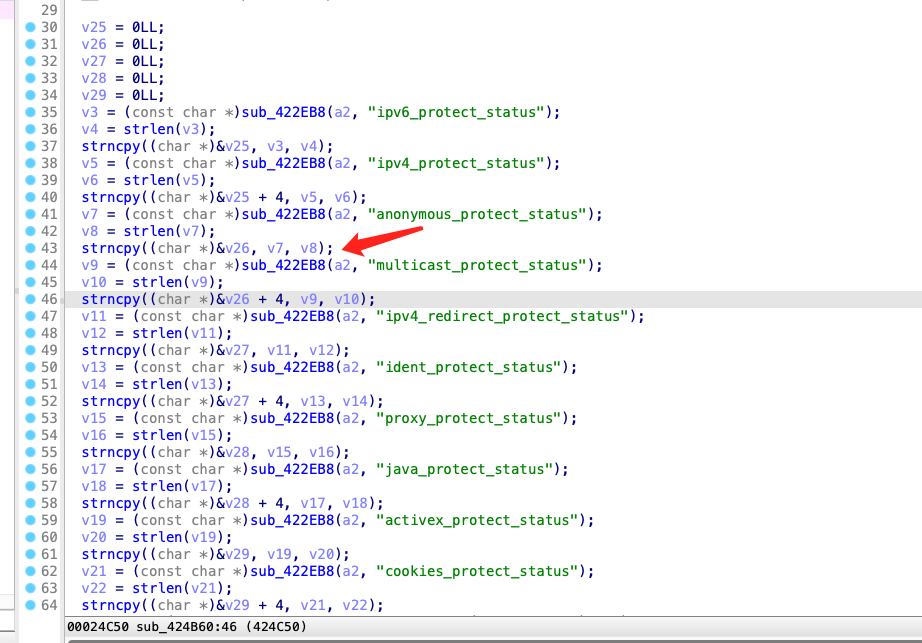 29
30 v25 = 0LL;
31 v26 = 0LL;
32 v27 = 0LL;
33 v28 = 0LL;
34 v29 = 0LL;
35 v3 = (const char *)sub_422EB8(a2, "ipv6_protect_status");
36 v4 = strlen(v3);
37 strncpy((char *)&v25, v3, v4);
38 v5 = (const char *)sub_422EB8(a2, "ipv4_protect_status");
39 v6 = strlen(v5);
40 strncpy((char *)&v25 + 4, v5, v6);
41 v7 = (const char *)sub_422EB8(a2, "anonymous_protect_status");
42 v8 = strlen(v7);
43 strncpy((char *)&v26, v7, v8);
44 v9 = (const char *)sub_422EB8(a2, "multicast_protect_status");
45 v10 = strlen(v9);
46 strncpy((char *)&v26 + 4, v9, v10);
47 v11 = (const char *)sub_422EB8(a2, "ipv4_redirect_protect_status");
48 v12 = strlen(v11);
49 strncpy((char *)&v27, v11, v12);
50 v13 = (const char *)sub_422EB8(a2, "ident_protect_status");
51 v14 = strlen(v13);
52 strncpy((char *)&v27 + 4, v13, v14);
53 v15 = (const char *)sub_422EB8(a2, "proxy_protect_status");
54 v16 = strlen(v15);
55 strncpy((char *)&v28, v15, v16);
56 v17 = (const char *)sub_422EB8(a2, "java_protect_status");
57 v18 = strlen(v17);
58 strncpy((char *)&v28 + 4, v17, v18);
59 v19 = (const char *)sub_422EB8(a2, "activex_protect_status");
60 v20 = strlen(v19);
61 strncpy((char *)&v29, v19, v20);
62 v21 = (const char *)sub_422EB8(a2, "cookies_protect_status");
63 v22 = strlen(v21);
64 strncpy((char *)&v29 + 4, v21, v22);
00024C50 sub_424B60:46 (424C50)